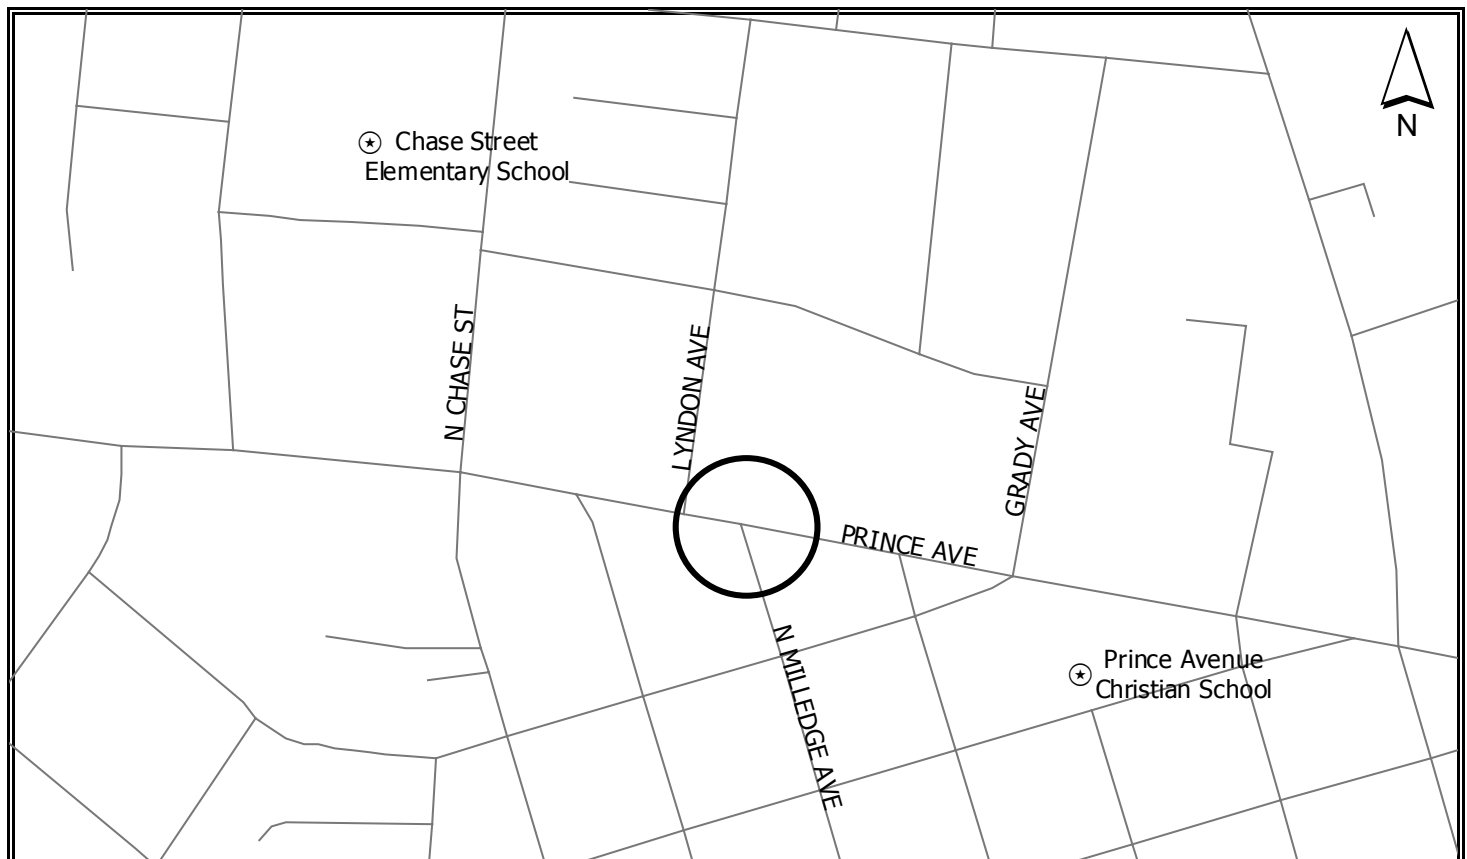 N
Chase Street
Elementary School
N CHASE ST
LYNDON AVE
GRADY AVE
PRINCE AVE
N MILLEDGE AVE
Prince Avenue
Christian School